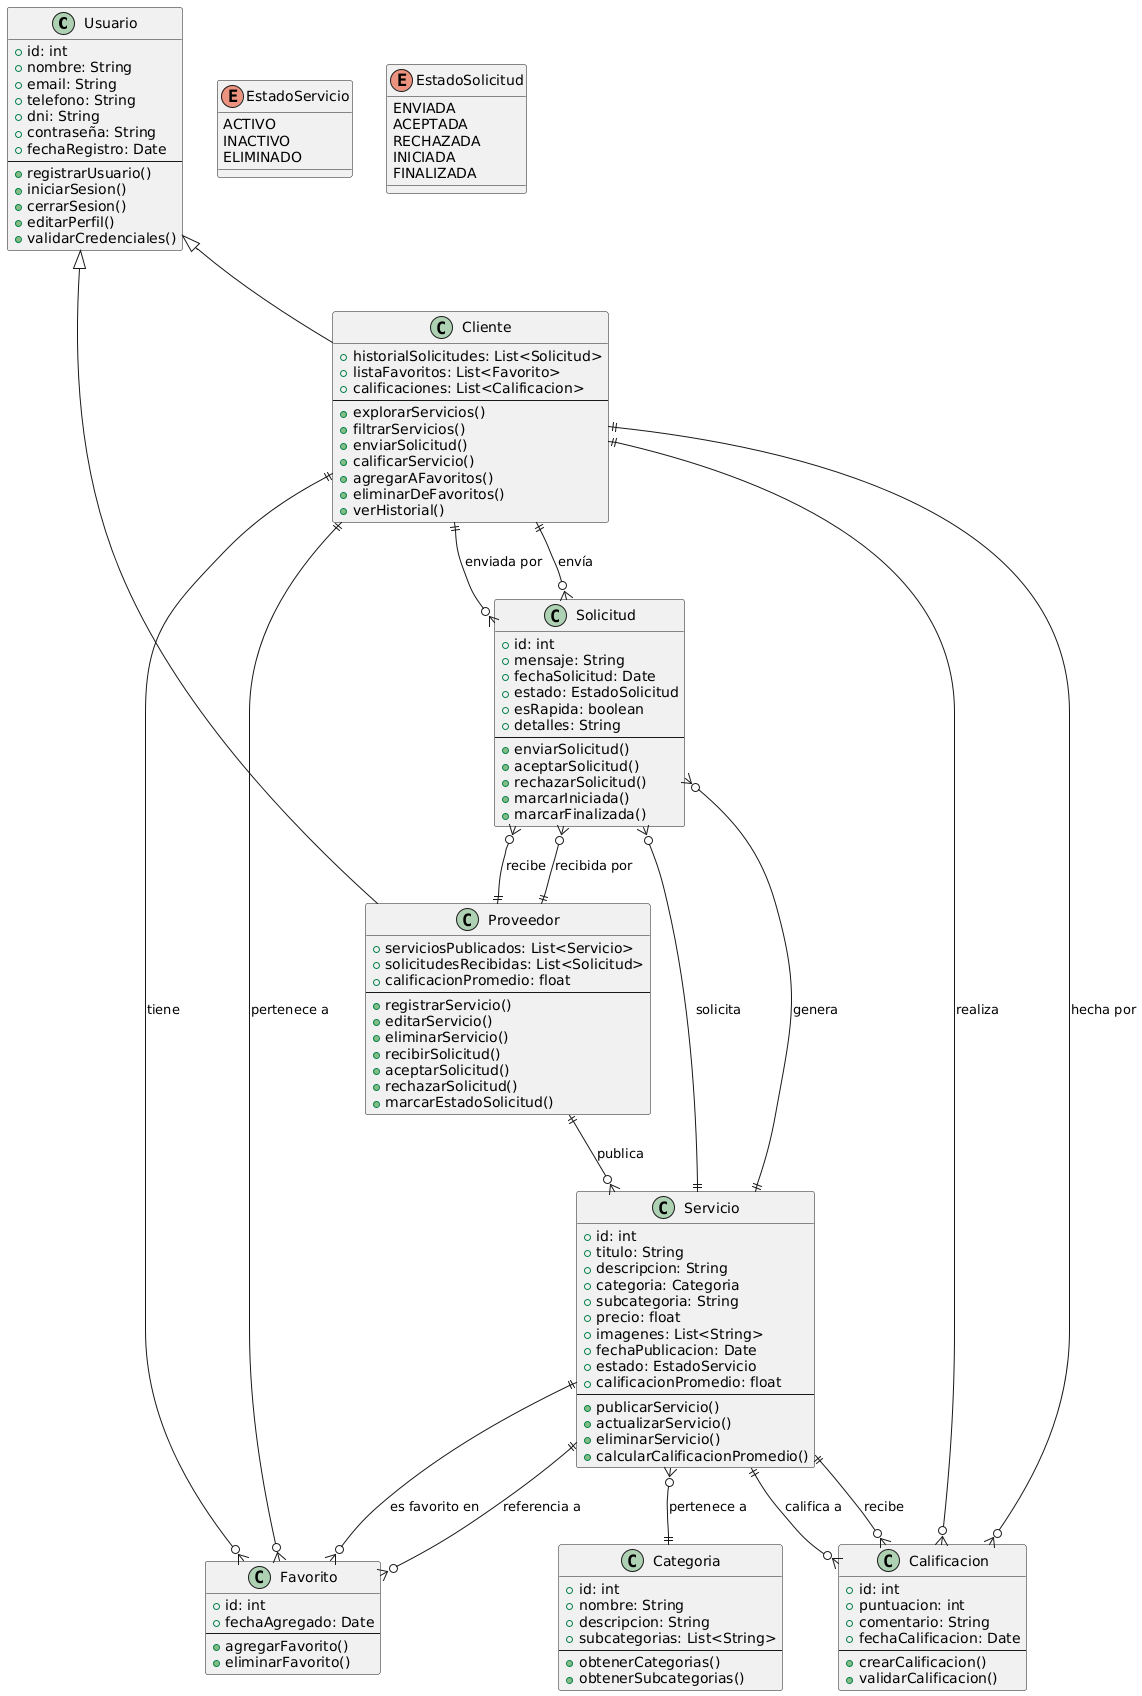 Usuario
id: int
nombre: String
email: String
telefono: String
dni: String
contraseña: String
fechaRegistro: Date
registrarUsuario()
iniciarSesion()
cerrarSesion()
editarPerfil()
validarCredenciales()
EstadoServicio
ACTIVO
INACTIVO
ELIMINADO
EstadoSolicitud
ENVIADA
ACEPTADA
RECHAZADA
INICIADA
FINALIZADA
Cliente
historialSolicitudes: List<Solicitud>
listaFavoritos: List<Favorito>
calificaciones: List<Calificacion>
explorarServicios()
filtrarServicios()
enviarSolicitud()
calificarServicio()
agregarAFavoritos()
eliminarDeFavoritos()
verHistorial()
enviada por
envía
Solicitud
id: int
mensaje: String
fechaSolicitud: Date
estado: EstadoSolicitud
esRapida: boolean
detalles: String
enviarSolicitud()
aceptarSolicitud()
rechazarSolicitud()
marcarIniciada()
marcarFinalizada()
recibe
recibida por
Proveedor
serviciosPublicados: List<Servicio>
solicitudesRecibidas: List<Solicitud>
calificacionPromedio: float
registrarServicio()
editarServicio()
eliminarServicio()
recibirSolicitud()
aceptarSolicitud()
rechazarSolicitud()
marcarEstadoSolicitud()
tiene
pertenece a
solicita
genera
realiza
hecha por
publica
Servicio
id: int
titulo: String
descripcion: String
categoria: Categoria
subcategoria: String
precio: float
imagenes: List<String>
fechaPublicacion: Date
estado: EstadoServicio
calificacionPromedio: float
publicarServicio()
actualizarServicio()
eliminarServicio()
calcularCalificacionPromedio()
es favorito en
referencia a
pertenece a
califica a
recibe
Favorito
id: int
fechaAgregado: Date
agregarFavorito()
eliminarFavorito()
Categoria
id: int
nombre: String
descripcion: String
subcategorias: List<String>
obtenerCategorias()
obtenerSubcategorias()
Calificacion
id: int
puntuacion: int
comentario: String
fechaCalificacion: Date
crearCalificacion()
validarCalificacion()